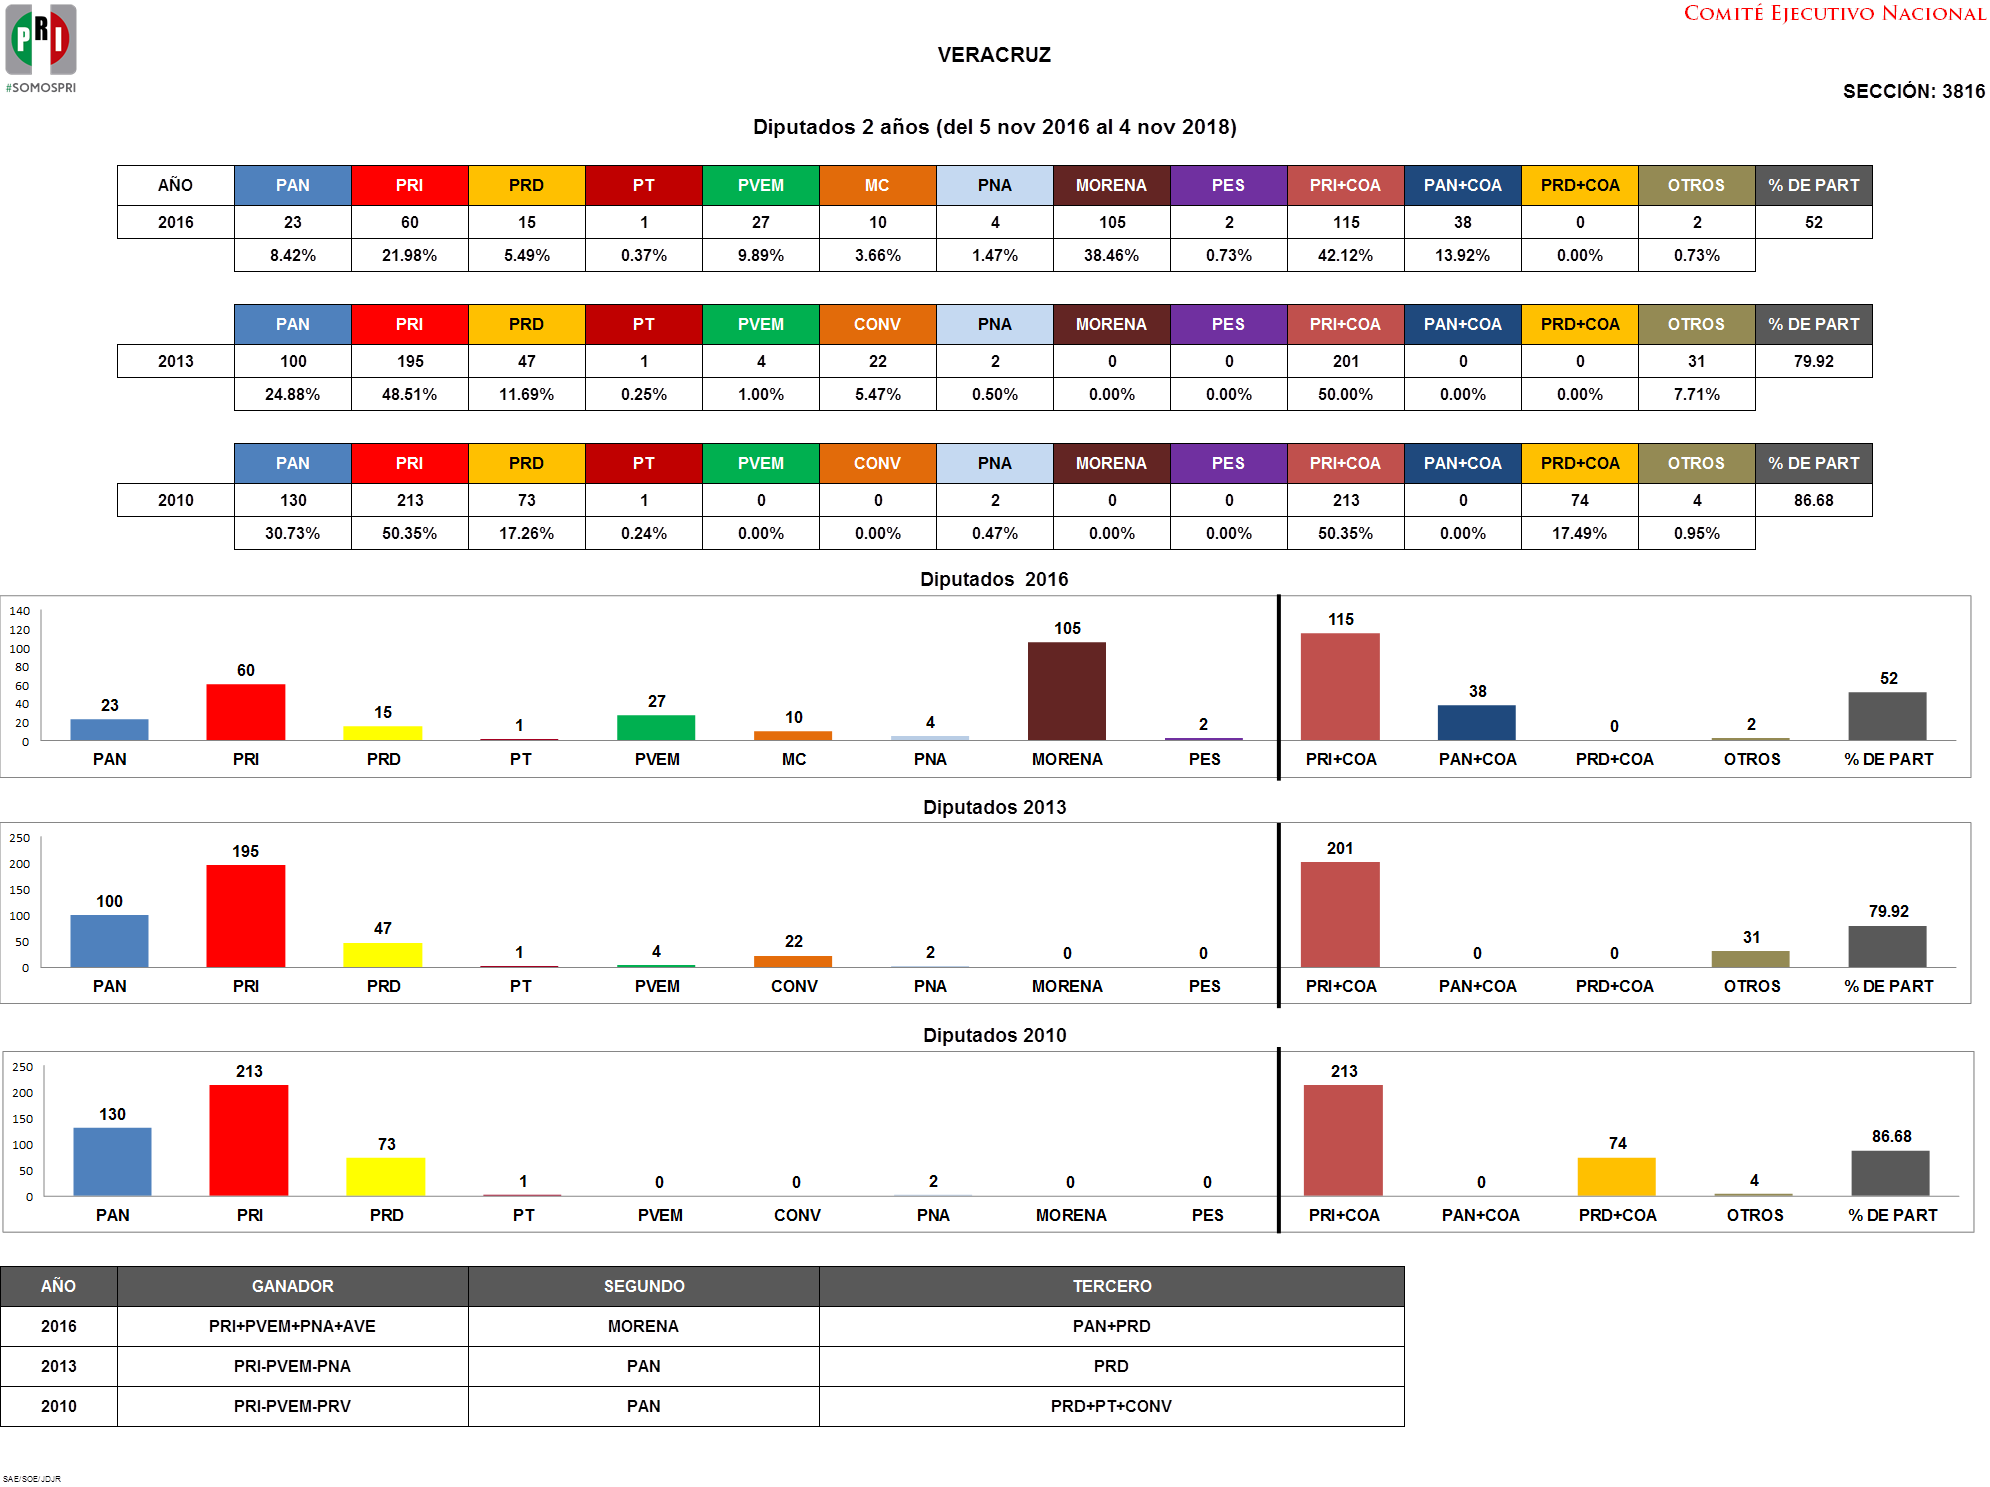 COMITÉ EJECUTIVO NACIONAL
PRI
#SOMOSPRI
VERACRUZ
SECCIÓN: 3816
Diputados 2 años (del 5 nov 2016 al 4 nov 2018)
AÑO PAN PRI PRD PT PVEM MC PNA MORENA PES PRI+COA PAN+COA PRD+COA OTROS % DE PART
2016 23 60 15 1 27 10 4 105 2 115 38 0 2 52
8.42% 21.98% 5.49% 0.37% 9.89% 3.66% 1.47% 38.46% 0.73% 42.12% 13.92% 0.00% 0.73%
PAN PRI PRD PT PVEM CONV PNA MORENA PES PRI+COA PAN+COA PRD+COA OTROS % DE PART
2013 100 195 47 1 4 22 2 0 0 201 0 0 31 79.92
24.88% 48.51% 11.69% 0.25% 1.00% 5.47% 0.50% 0.00% 0.00% 50.00% 0.00% 0.00% 7.71%
PAN PRI PRD PT PVEM CONV PNA MORENA PES PRI+COA PAN+COA PRD+COA OTROS % DE PART
2010 130 213 73 1 0 0 2 0 0 213 0 74 4 86.68
30.73% 50.35% 17.26% 0.24% 0.00% 0.00% 0.47% 0.00% 0.00% 50.35% 0.00% 17.49% 0.95%
Diputados 2016
140
120
100
80
60
40
20
0
23 60 15 1 27 10 4 105 2 115 38 0 2 52
PAN PRI PRD PT PVEM MC PNA MORENA PES PRI+COA PAN+COA PRD+COA OTROS % DE PART
Diputados 2013
250
200
150
100
50
0
100 195 47 1 4 22 2 0 0 201 0 0 31 79.92
PAN PRI PRD PT PVEM CONV PNA MORENA PES PRI+COA PAN+COA PRD+COA OTROS % DE PART
Diputados 2010
250
200
150
100
50
0
130 213 73 1 0 0 2 0 0 213 0 74 4 86.68
PAN PRI PRD PT PVEM CONV PNA MORENA PES PRI+COA PAN+COA PRD+COA OTROS % DE PART
AÑO GANADOR SEGUNDO TERCERO
2016 PRI+PVEM+PNA+AVE MORENA PAN+PRD
2013 PRI-PVEM-PNA PAN PRD
2010 PRI-PVEM-PRV PAN PRD+PT+CONV
SAE/SOE/JDJR